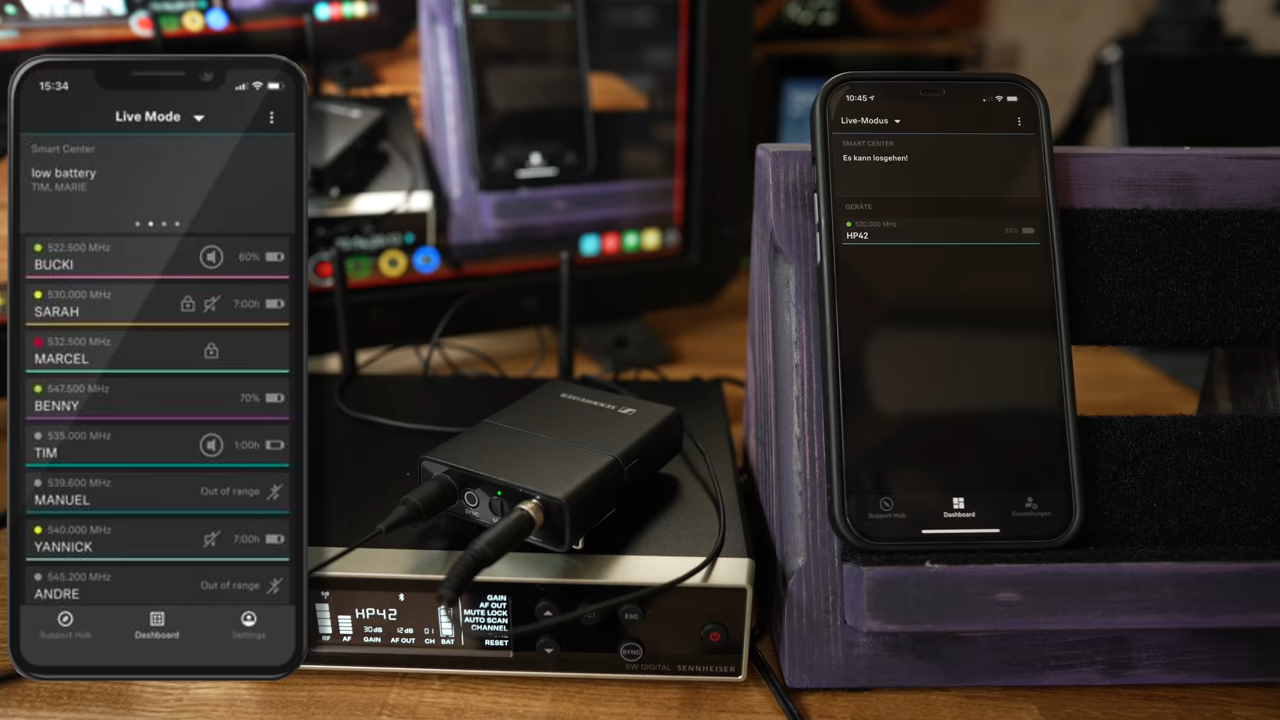 15:34
Live Mode
Smart Center
low battery
TIM, MARIE
522.500 MHz
BUCKI
60%
530.000 MHz
SARAH
7:00h
532.500 MHz
MARCEL
547.500 MHz
BENNY
70%
535.000 MHz
TIM
1:00h
539.600 MHz
MANUEL
Out of range
540.000 MHz
YANNICK
7:00h
545.200 MHz
ANDRE
Out of range
Support Hub
Dashboard
Settings
SENNHEISER
SYNC
HP42
RF AF
30dB
GAIN
12dB
AF OUT
01
CH
BAT
GAIN
AF OUT
MUTE LOCK
AUTO SCAN
CHANNEL
RESET
ESC
SYNC
EW DIGITAL SENNHEISER
10:45
Live-Modus
SMART CENTER
Es kann losgehen!
GERÄTE
520.000 MHz
HP42
Support-Hub
Dashboard
Einstellungen